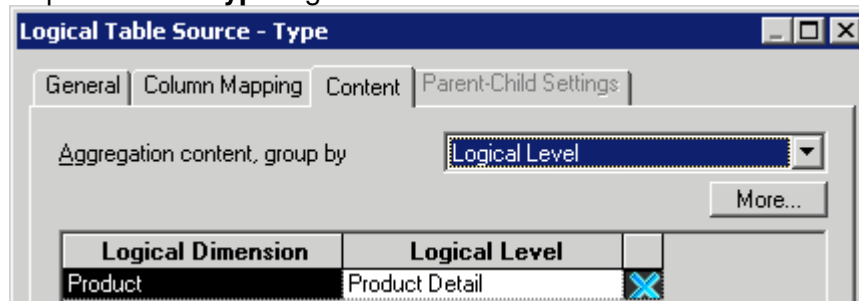 Logical Table Source - Type
General Column Mapping Content Parent-Child Settings
Aggregation content, group by Logical Level
More...
Logical Dimension Logical Level
Product Product Detail